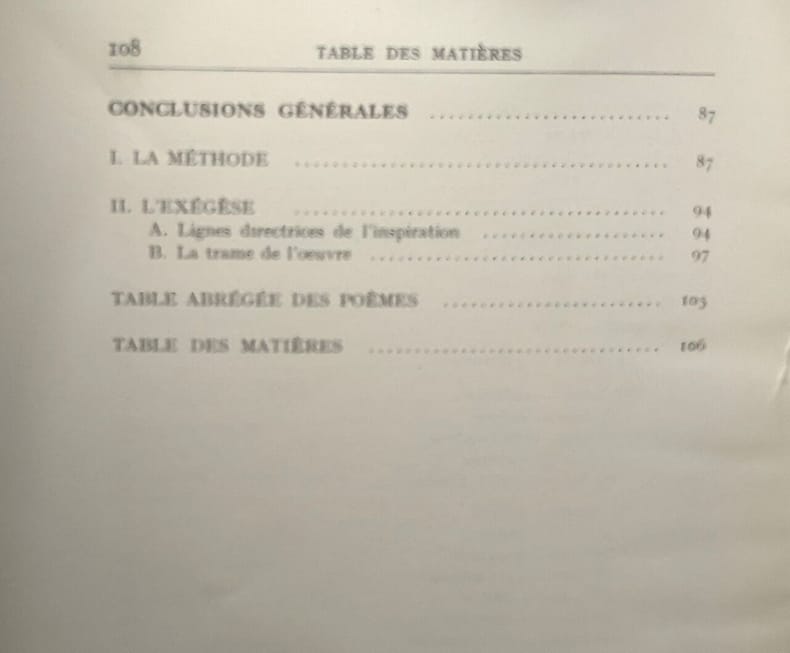 108 TABLE DES MATIÈRES
CONCLUSIONS GÉNÉRALES .......................... 87
I. LA MÉTHODE ........................................ 87
II. L'EXÉGÈSE ........................................ 94
A. Lignes directrices de l'inspiration .................... 94
B. La trame de l'oeuvre ................................ 97
TABLE ABRÉGÉE DES POÈMES ........................ 105
TABLE DES MATIÈRES ................................ 106